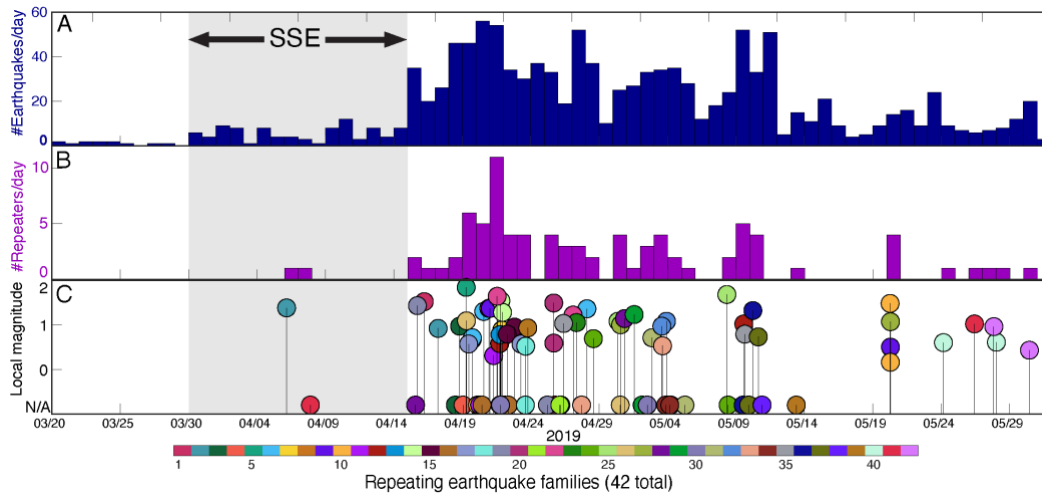 A
SSE
#Earthquakes/day
60
40
20
0
B
#Repeaters/day
10
5
0
C
Local magnitude
2
1
0
N/A
03/20 03/25 03/30 04/04 04/09 04/14 04/19 04/24 04/29 05/04 05/09 05/14 05/19 05/24 05/29
2019
1 5 10 15 20 25 30 35 40
Repeating earthquake families (42 total)